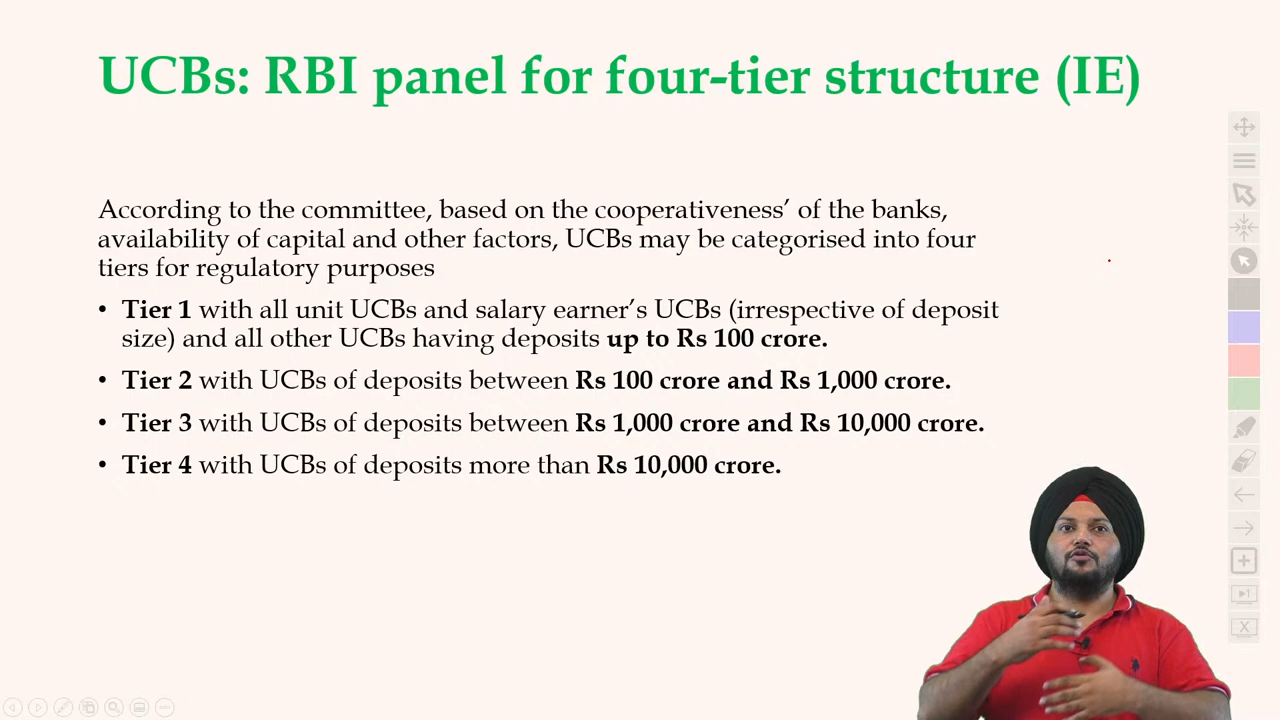 UCBs: RBI panel for four-tier structure (IE)
According to the committee, based on the cooperativeness’ of the banks,
availability of capital and other factors, UCBs may be categorised into four
tiers for regulatory purposes
• Tier 1 with all unit UCBs and salary earner’s UCBs (irrespective of deposit
size) and all other UCBs having deposits up to Rs 100 crore.
• Tier 2 with UCBs of deposits between Rs 100 crore and Rs 1,000 crore.
• Tier 3 with UCBs of deposits between Rs 1,000 crore and Rs 10,000 crore.
• Tier 4 with UCBs of deposits more than Rs 10,000 crore.